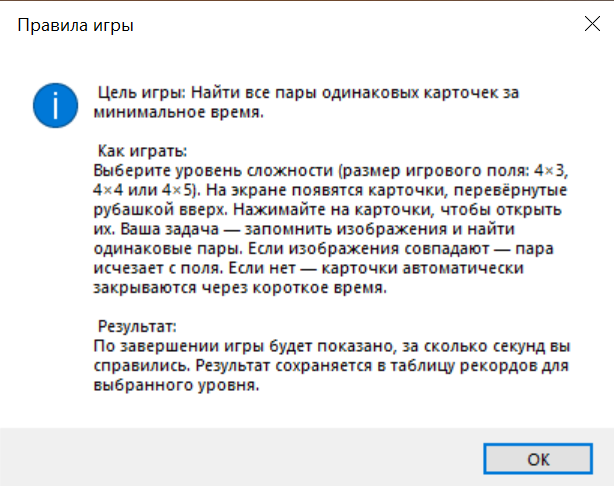 Правила игры
Цель игры: Найти все пары одинаковых карточек за
минимальное время.
Как играть:
Выберите уровень сложности (размер игрового поля: 4×3,
4×4 или 4×5). На экране появятся карточки, перевёрнутые
рубашкой вверх. Нажимайте на карточки, чтобы открыть
их. Ваша задача — запомнить изображения и найти
одинаковые пары. Если изображения совпадают — пара
исчезает с поля. Если нет — карточки автоматически
закрываются через короткое время.
Результат:
По завершении игры будет показано, за сколько секунд вы
справились. Результат сохраняется в таблицу рекордов для
выбранного уровня.
ОК